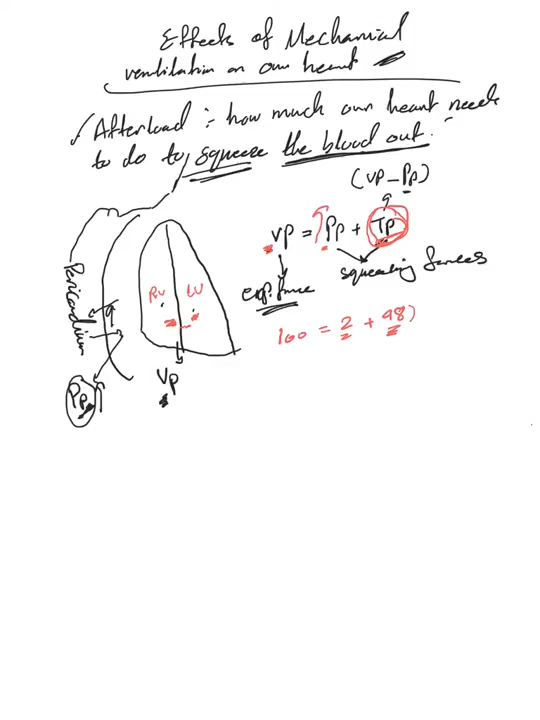 Effects of Mechanical
ventilation on our heart
Afterload :- how much our heart needs
to do to squeeze the blood out.
(VP - Pp)
VP = Pp + TP
squeezing forces
exp. force
100 = 2 + 98)
Pericardium
RV LV
Pp
VP